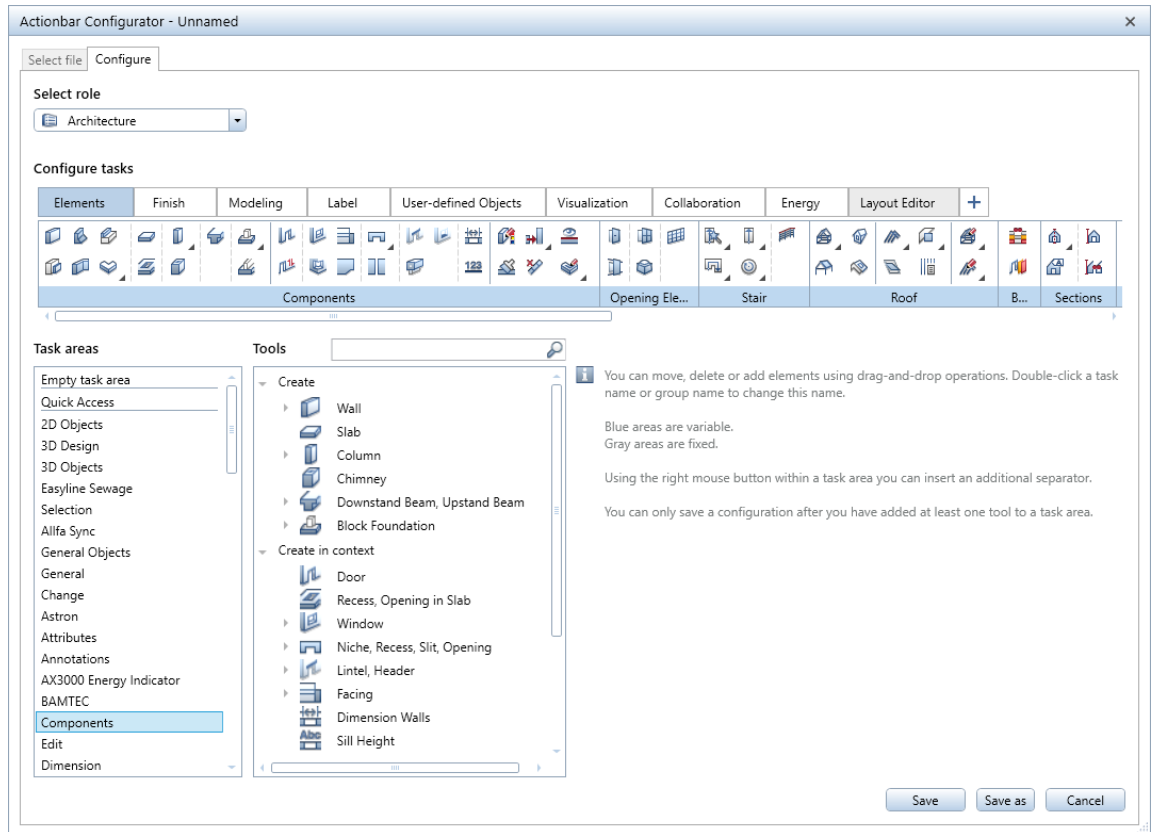 Actionbar Configurator - Unnamed
Select file
Configure
Select role
Architecture
Configure tasks
Elements
Finish
Modeling
Label
User-defined Objects
Visualization
Collaboration
Energy
Layout Editor
123
Components
Opening Ele...
Stair
Roof
B...
Sections
Task areas
Empty task area
Quick Access
2D Objects
3D Design
3D Objects
Easyline Sewage
Selection
Allfa Sync
General Objects
General
Change
Astron
Attributes
Annotations
AX3000 Energy Indicator
BAMTEC
Components
Edit
Dimension
Tools
Create
Wall
Slab
Column
Chimney
Downstand Beam, Upstand Beam
Block Foundation
Create in context
Door
Recess, Opening in Slab
Window
Niche, Recess, Slit, Opening
Lintel, Header
Facing
Dimension Walls
Abc
Sill Height
You can move, delete or add elements using drag-and-drop operations. Double-click a task
name or group name to change this name.
Blue areas are variable.
Gray areas are fixed.
Using the right mouse button within a task area you can insert an additional separator.
You can only save a configuration after you have added at least one tool to a task area.
Save
Save as
Cancel